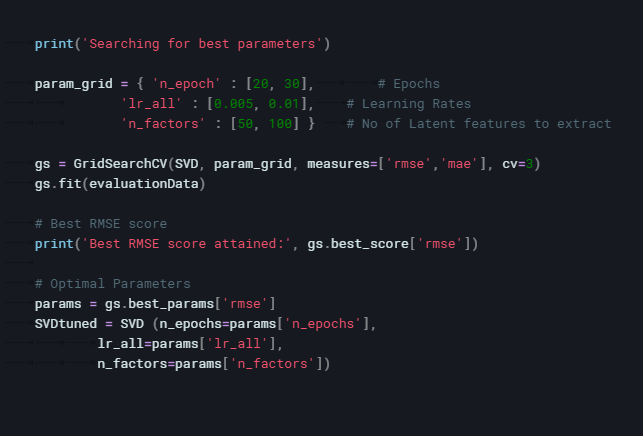 print('Searching for best parameters')
param_grid = { 'n_epoch' : [20, 30],        # Epochs
'lr_all' : [0.005, 0.01],    # Learning Rates
'n_factors' : [50, 100] }    # No of Latent features to extract
gs = GridSearchCV(SVD, param_grid, measures=['rmse','mae'], cv=3)
gs.fit(evaluationData)
# Best RMSE score
print('Best RMSE score attained:', gs.best_score['rmse'])
# Optimal Parameters
params = gs.best_params['rmse']
SVDtuned = SVD (n_epochs=params['n_epochs'],
lr_all=params['lr_all'],
n_factors=params['n_factors'])